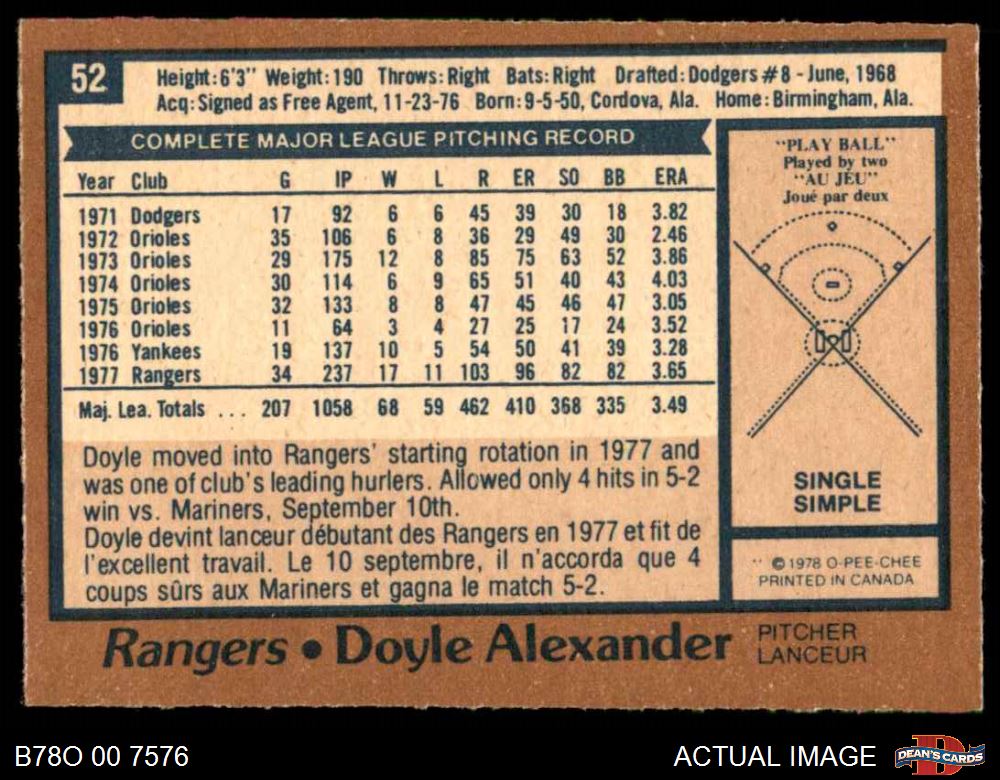 52
Height:6'3" Weight:190 Throws:Right Bats:Right Drafted:Dodgers #8 - June, 1968
Acq:Signed as Free Agent, 11-23-76 Born:9-5-50, Cordova, Ala. Home:Birmingham, Ala.
COMPLETE MAJOR LEAGUE PITCHING RECORD
Year Club G IP W L R ER SO BB ERA
1971 Dodgers 17 92 6 6 45 39 30 18 3.82
1972 Orioles 35 106 6 8 36 29 49 30 2.46
1973 Orioles 29 175 12 8 85 75 63 52 3.86
1974 Orioles 30 114 6 9 65 51 40 43 4.03
1975 Orioles 32 133 8 8 47 45 46 47 3.05
1976 Orioles 11 64 3 4 27 25 17 24 3.52
1976 Yankees 19 137 10 5 54 50 41 39 3.28
1977 Rangers 34 237 17 11 103 96 82 82 3.65
Maj. Lea. Totals ... 207 1058 68 59 462 410 368 335 3.49
Doyle moved into Rangers' starting rotation in 1977 and
was one of club's leading hurlers. Allowed only 4 hits in 5-2
win vs. Mariners, September 10th.
Doyle devint lanceur débutant des Rangers en 1977 et fit de
l'excellent travail. Le 10 septembre, il n'accorda que 4
coups sûrs aux Mariners et gagna le match 5-2.
"PLAY BALL"
Played by two
"AU JEU"
Joué par deux
SINGLE
SIMPLE
© 1978 O-PEE-CHEE
PRINTED IN CANADA
Rangers • Doyle Alexander
PITCHER
LANCEUR
B78O 00 7576
ACTUAL IMAGE
DEAN'S CARDS